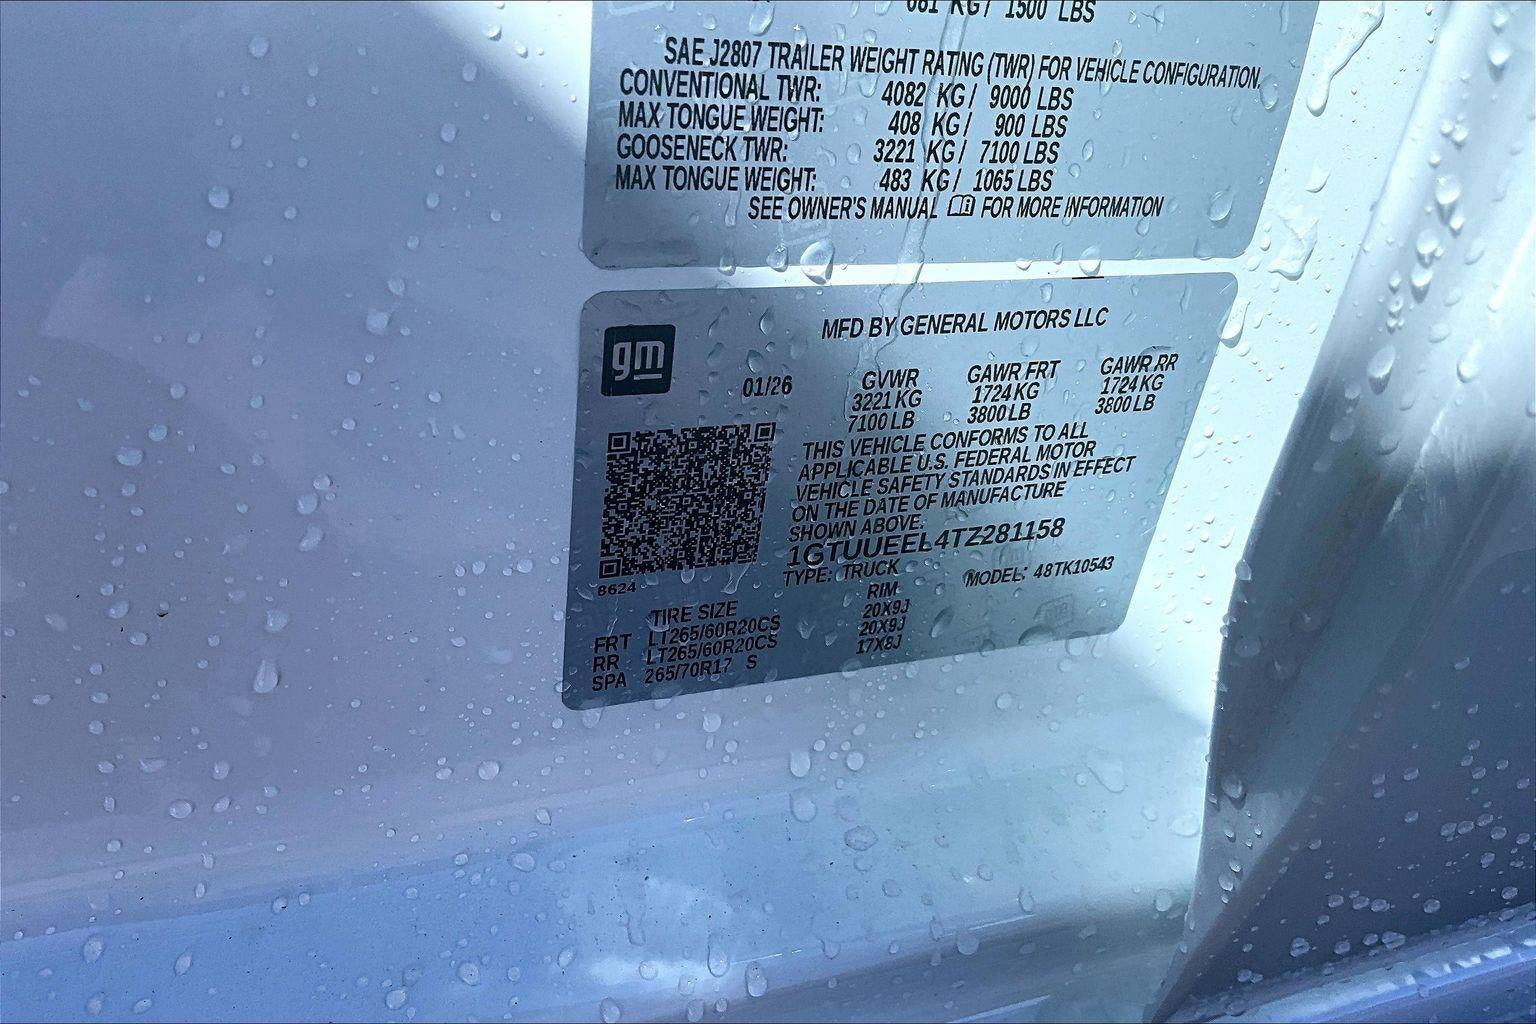 681 KG / 1500 LBS
SAE J2807 TRAILER WEIGHT RATING (TWR) FOR VEHICLE CONFIGURATION.
CONVENTIONAL TWR: 4082 KG / 9000 LBS
MAX TONGUE WEIGHT: 408 KG / 900 LBS
GOOSENECK TWR: 3221 KG / 7100 LBS
MAX TONGUE WEIGHT: 483 KG / 1065 LBS
SEE OWNER'S MANUAL FOR MORE INFORMATION
gm
MFD BY GENERAL MOTORS LLC
01/26
GVWR GAWR FRT GAWR RR
3221 KG 1724 KG 1724 KG
7100 LB 3800 LB 3800 LB
THIS VEHICLE CONFORMS TO ALL
APPLICABLE U.S. FEDERAL MOTOR
VEHICLE SAFETY STANDARDS IN EFFECT
ON THE DATE OF MANUFACTURE
SHOWN ABOVE.
1GTUUEEL4TZ281158
TYPE: TRUCK MODEL: 48TK10543
8624
TIRE SIZE RIM
FRT LT265/60R20CS 20X9J
RR LT265/60R20CS 20X9J
SPA 265/70R17 S 17X8J